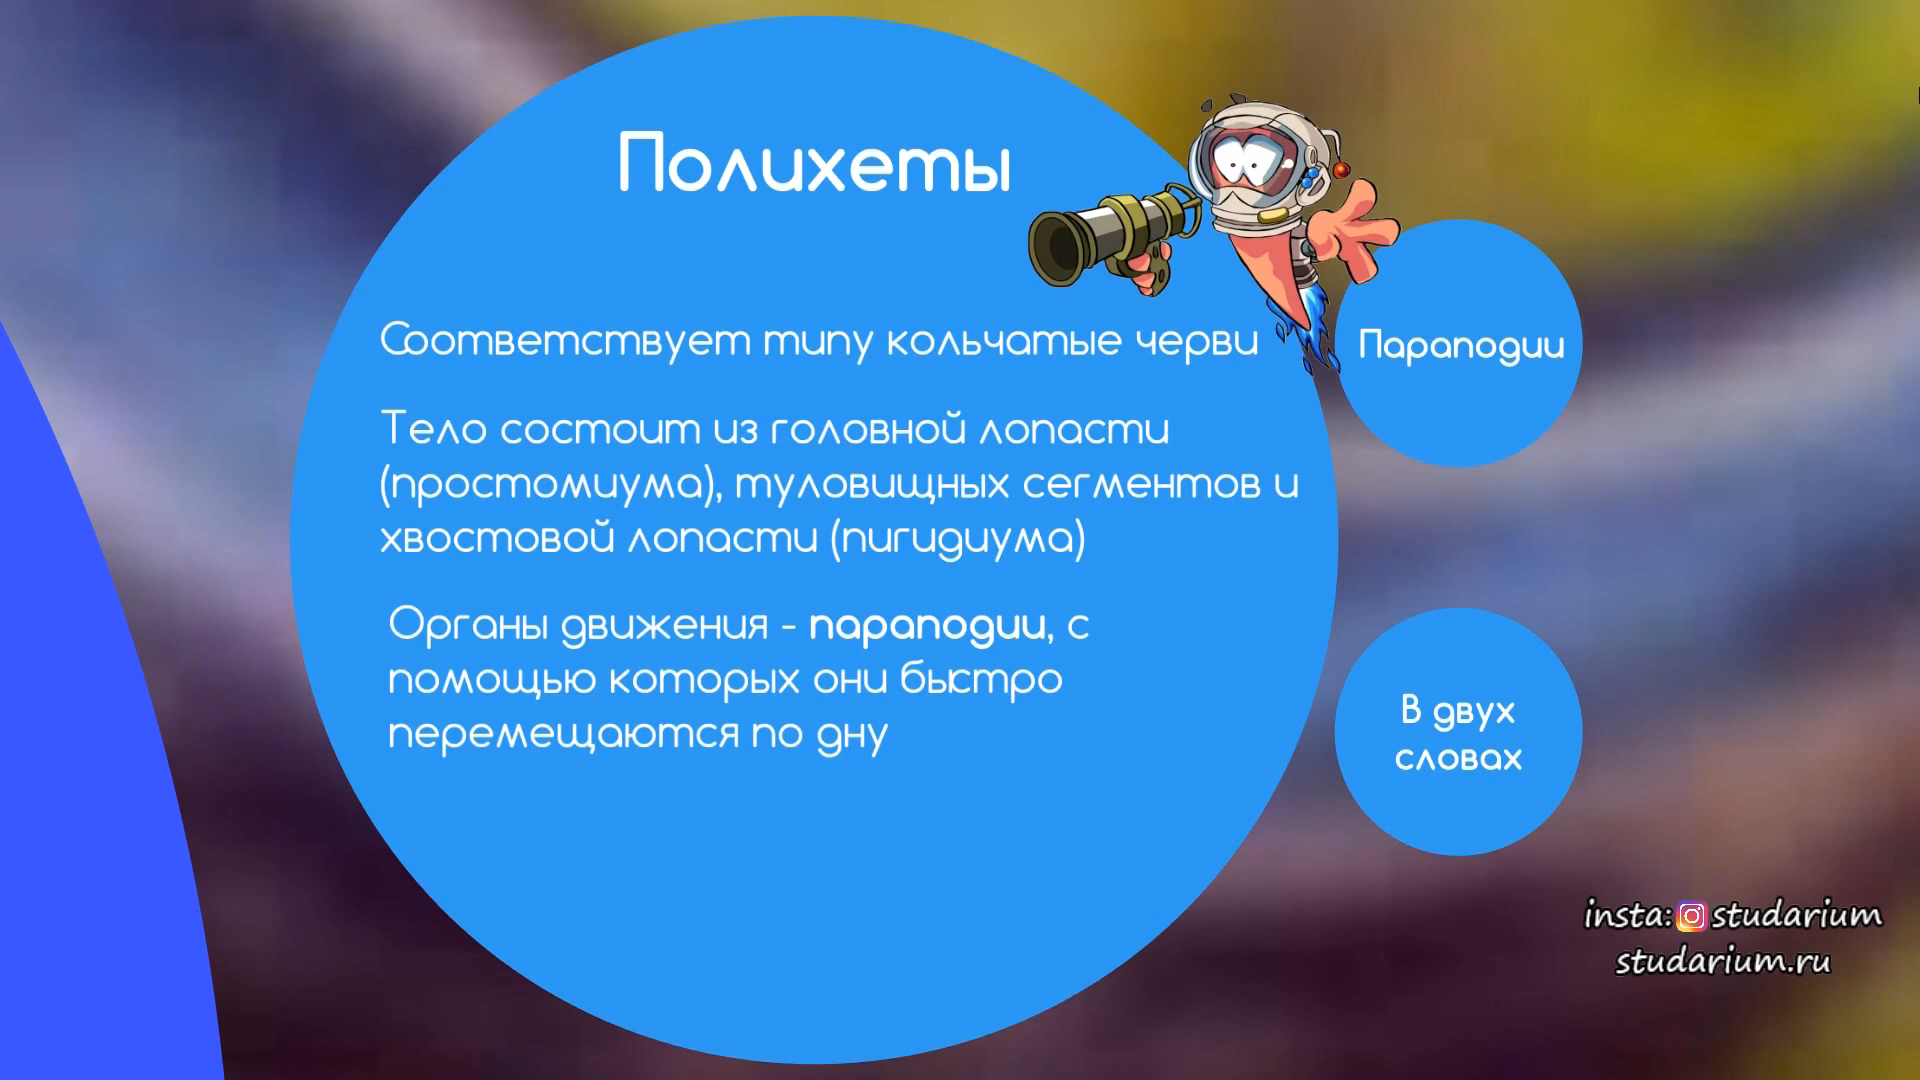 Полихеты
Соответствует типу кольчатые черви
Тело состоит из головной лопасти
(простомиума), туловищных сегментов и
хвостовой лопасти (пигидиума)
Органы движения - параподии, с
помощью которых они быстро
перемещаются по дну
Параподии
В двух
словах
insta: studarium
studarium.ru